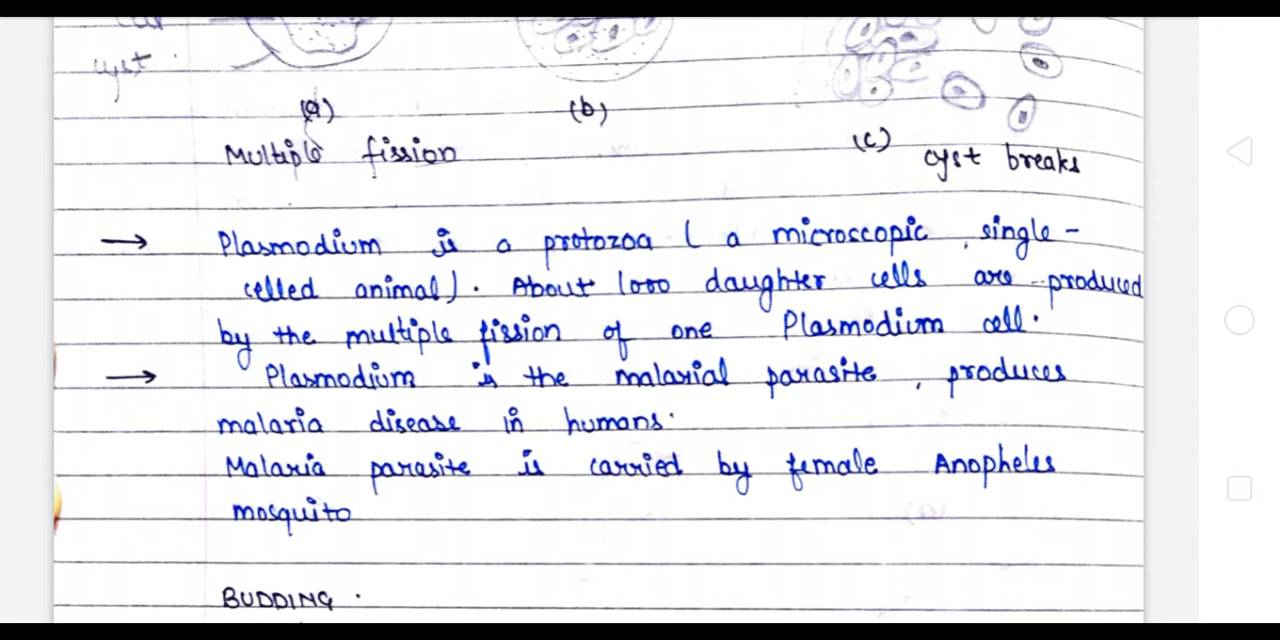 cyst
(a)
(b)
Multiple fission
(c)
cyst breaks
→ Plasmodium is a protozoa ( a microscopic, single-
celled animal). About 1000 daughter cells are produced
by the multiple fission of one Plasmodium cell.
→ Plasmodium is the malarial parasite, produces
malaria disease in humans.
Malaria parasite is carried by female Anopheles
mosquito
BUDDING.